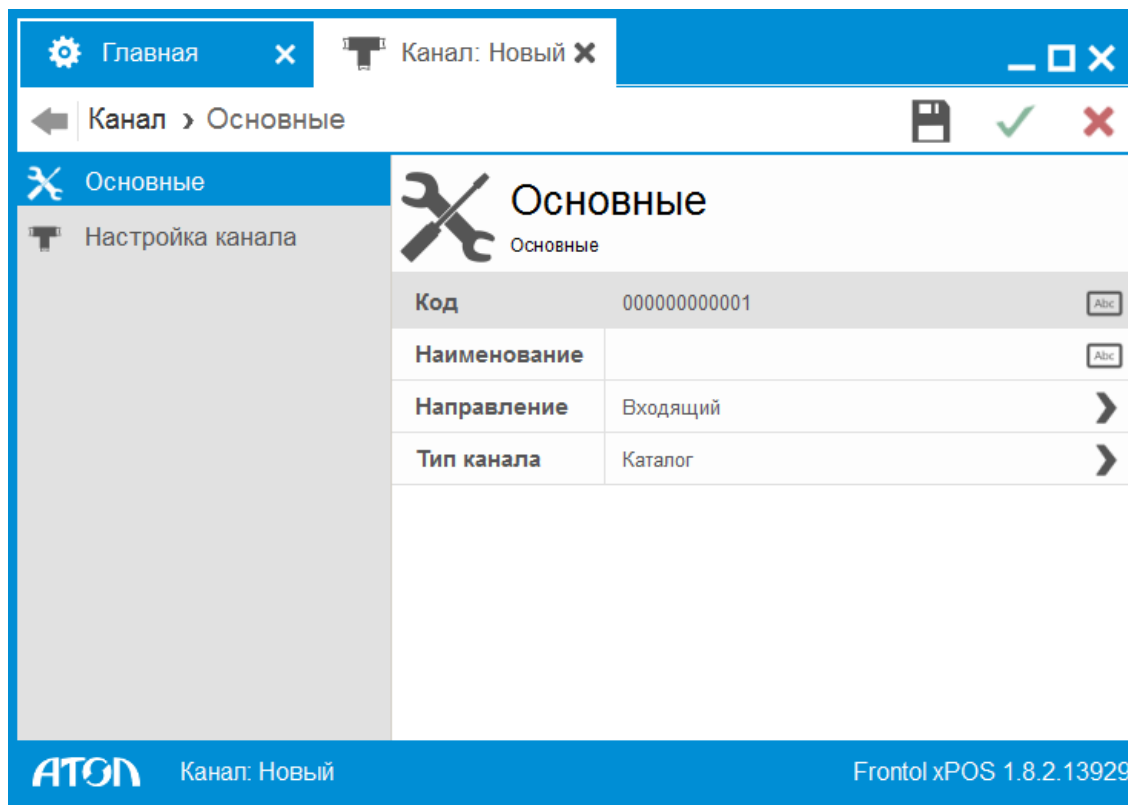 Главная
Канал: Новый
Канал › Основные
Основные
Настройка канала
Основные
Основные
Код 000000000001 Abc
Наименование Abc
Направление Входящий
Тип канала Каталог
АТОЛ Канал: Новый Frontol xPOS 1.8.2.13929